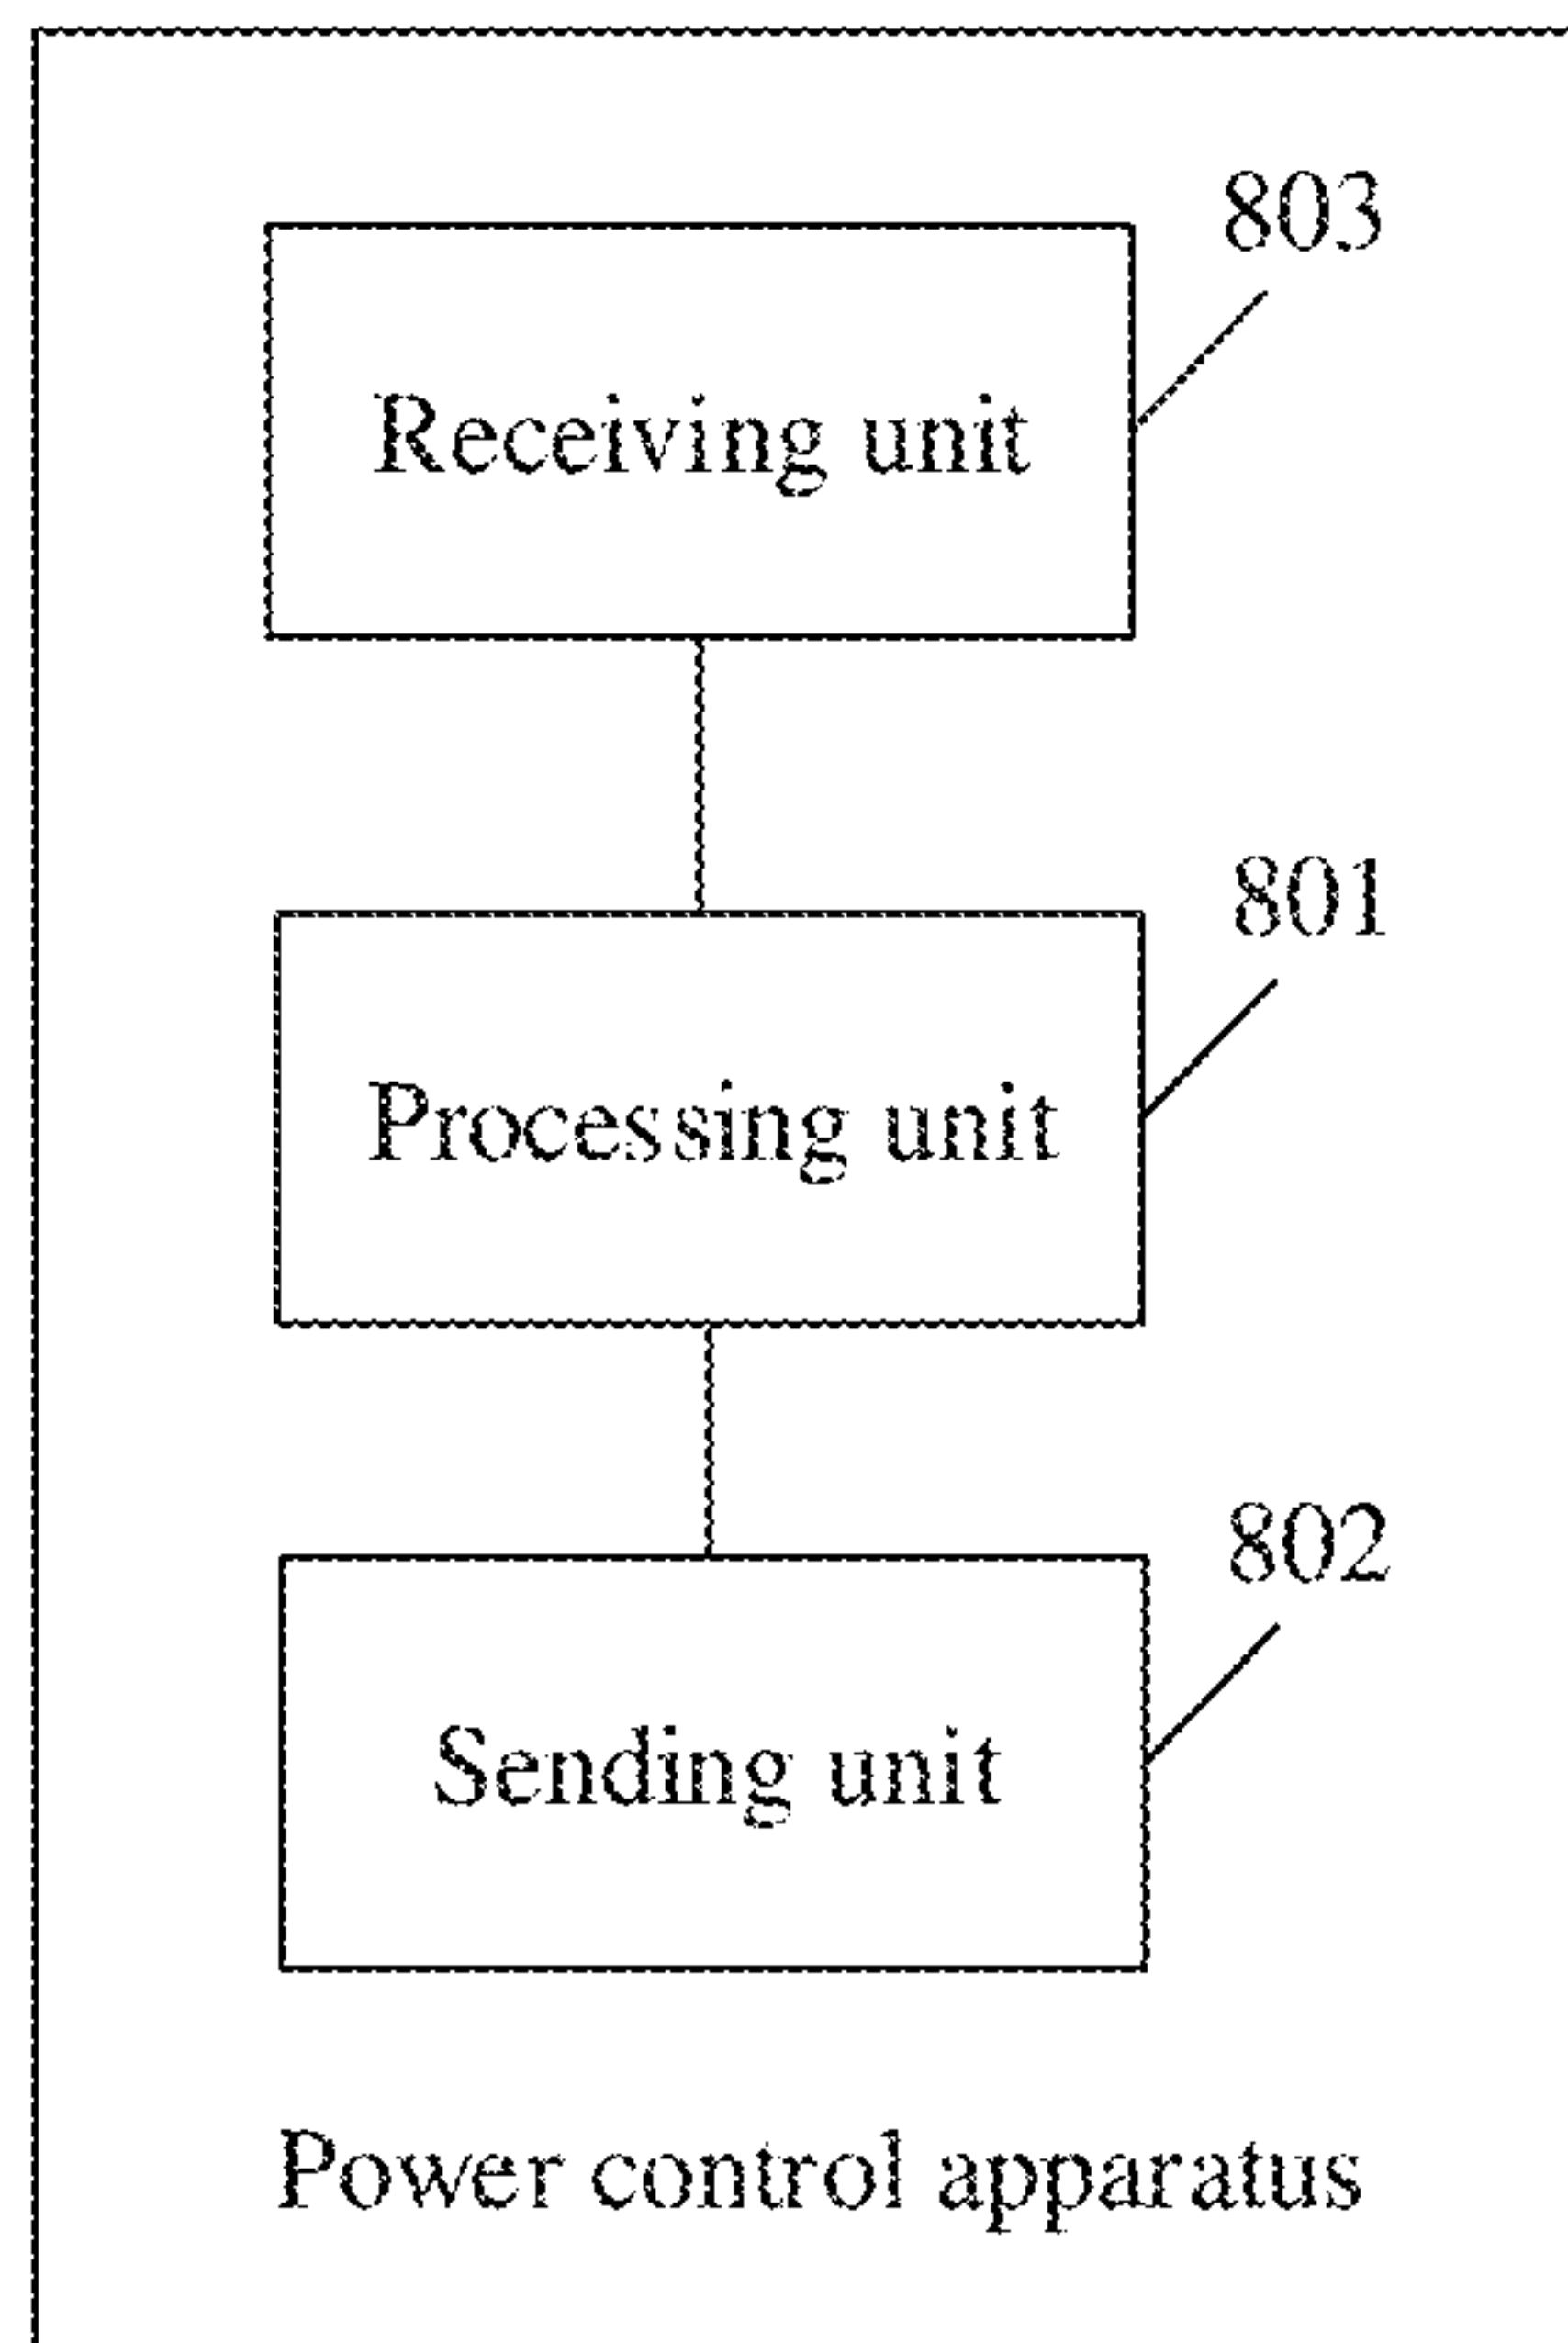 803
Receiving unit
801
Processing unit
802
Sending unit
Power control apparatus